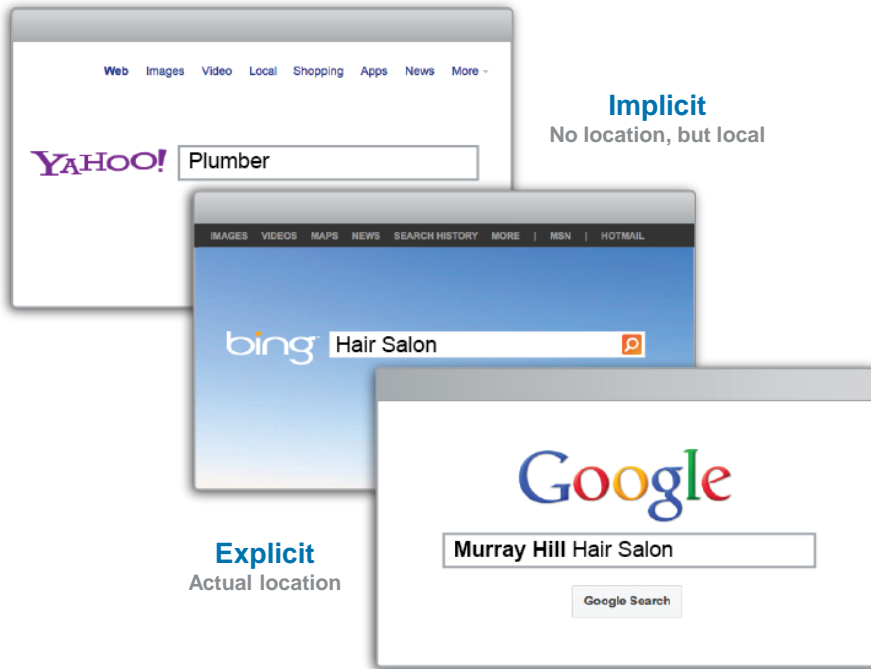 Web Images Video Local Shopping Apps News More
Implicit
No location, but local
YAHOO! Plumber
IMAGES VIDEOS MAPS NEWS SEARCH HISTORY MORE | MSN | HOTMAIL
bing Hair Salon
Google
Explicit
Actual location
Murray Hill Hair Salon
Google Search